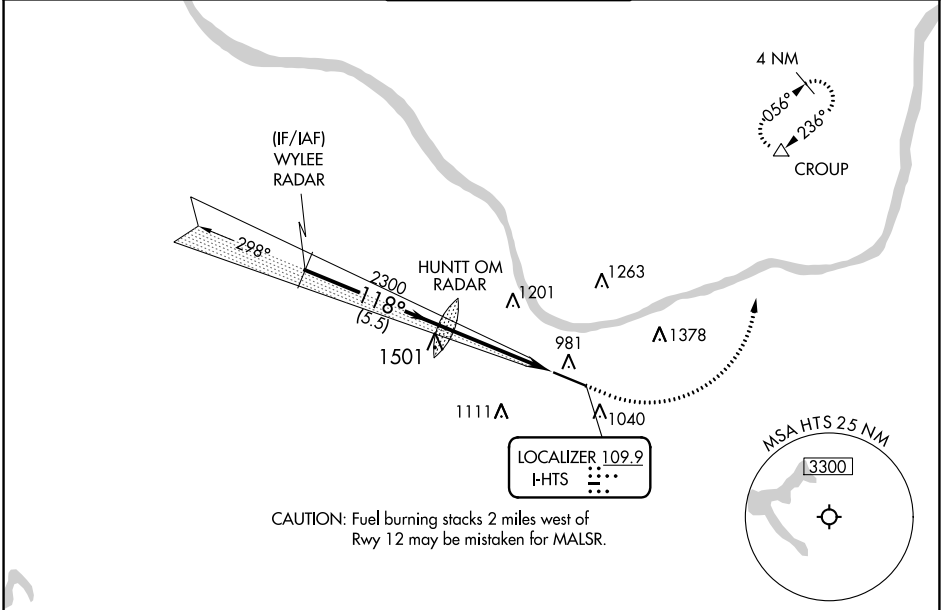 4 NM
056°
236°
CROUP
(IF/IAF)
WYLEE
RADAR
298°
2300
118°
(5.5)
HUNTT OM
RADAR
1501
1201
1263
981
1378
1111
1040
LOCALIZER 109.9
I-HTS
MSA HTS 25 NM
3300
CAUTION: Fuel burning stacks 2 miles west of
Rwy 12 may be mistaken for MALSR.